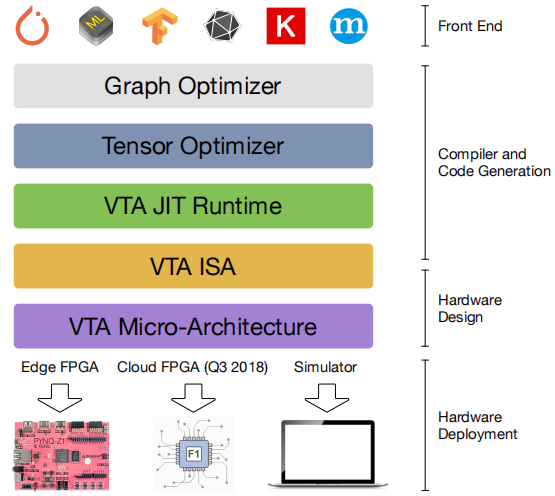 ML
K
m
Front End
Graph Optimizer
Tensor Optimizer
VTA JIT Runtime
VTA ISA
VTA Micro-Architecture
Compiler and
Code Generation
Hardware
Design
Edge FPGA
Cloud FPGA (Q3 2018)
Simulator
PYNQ-Z1
F1
Hardware
Deployment